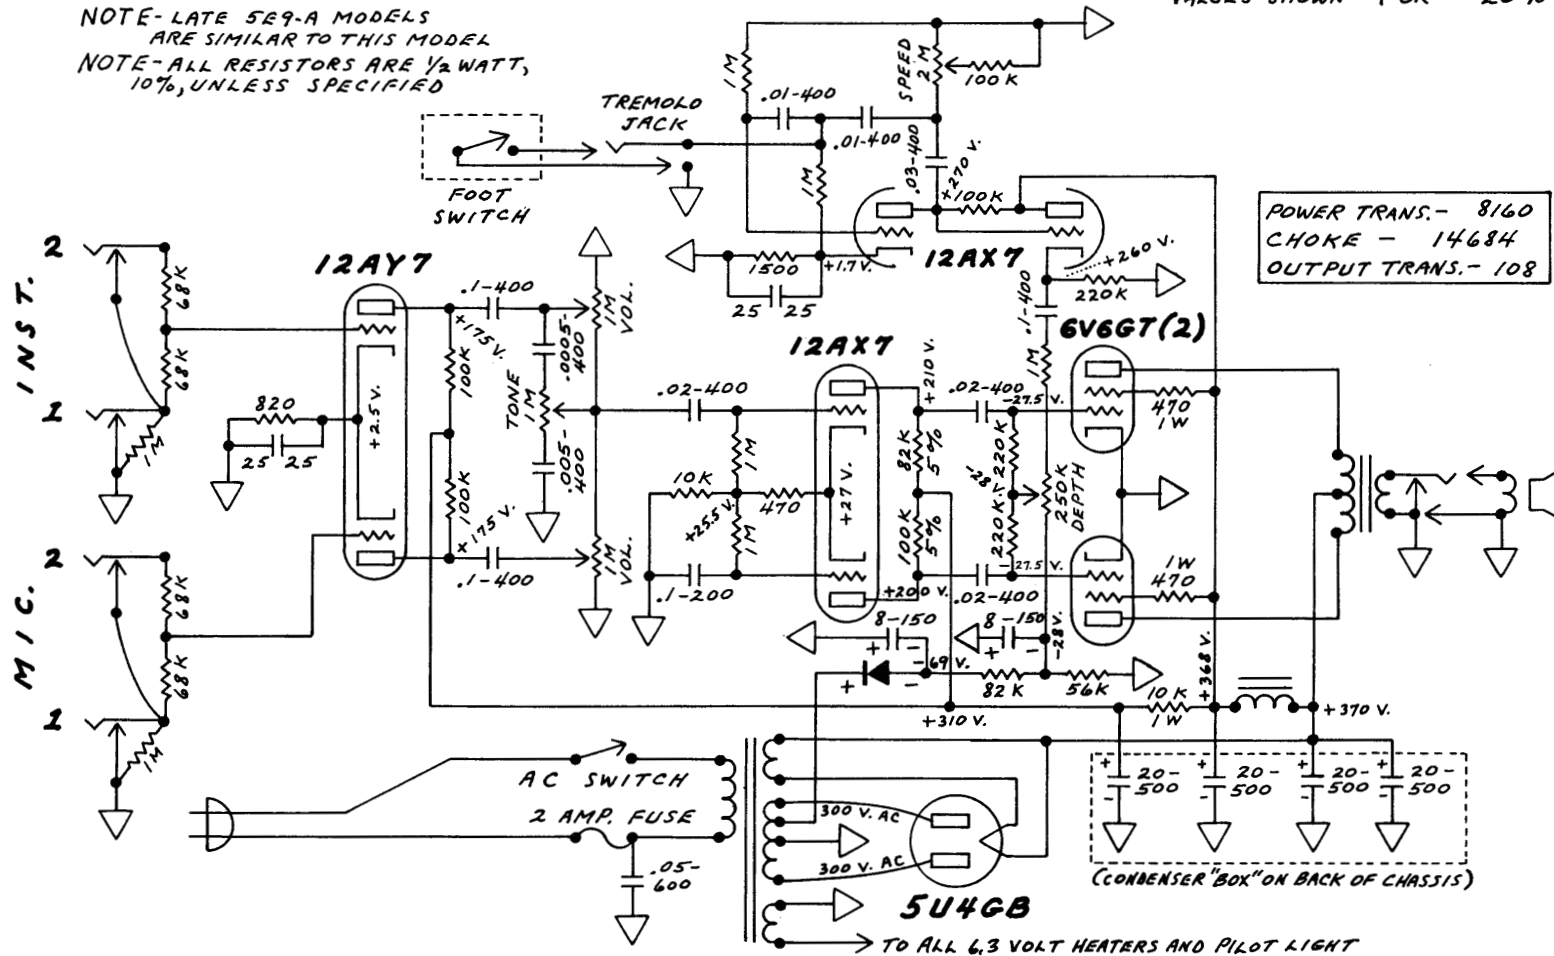 NOTE- LATE 5E9-A MODELS
ARE SIMILAR TO THIS MODEL
NOTE- ALL RESISTORS ARE 1/2 WATT,
10%, UNLESS SPECIFIED
TREMOLO
JACK
FOOT
SWITCH
1M
.01-400
.01-400
SPEED
2M
100K
.03-400
+270 V.
1M
100K
12AX7
1500
+1.7V.
25 25
+260 V.
220K
.1-400
1M
POWER TRANS.- 8160
CHOKE - 14684
OUTPUT TRANS.- 108
INST.
2
68K
68K
1
1M
12AY7
820
25 25
+2.5V.
.1-400
+175V.
100K
100K
+175 V.
.1-400
.0005-
400
TONE
1M
.005-
400
1M
VOL.
1M
VOL.
.02-400
1M
10K
470
+25.5V.
1M
.1-200
12AX7
+27 V.
+210 V.
82K
5%
100K
5%
+200 V.
.02-400
-27.5 V.
220K
-28V.
220K
-27.5 V.
.02-400
250K
DEPTH
6V6GT(2)
470
1W
1W
470
MIC.
2
68K
68K
1
1M
8-150
+ -
8-150
+ -
-28V.
-69 V.
+ -
82K
56K
+310 V.
10K
1W
+368 V.
+370 V.
AC SWITCH
2 AMP. FUSE
.05-
600
300 V. AC
300 V. AC
5U4GB
+ 20-
- 500
+ 20-
- 500
+ 20-
- 500
+ 20-
- 500
(CONDENSER "BOX" ON BACK OF CHASSIS)
TO ALL 6.3 VOLT HEATERS AND PILOT LIGHT